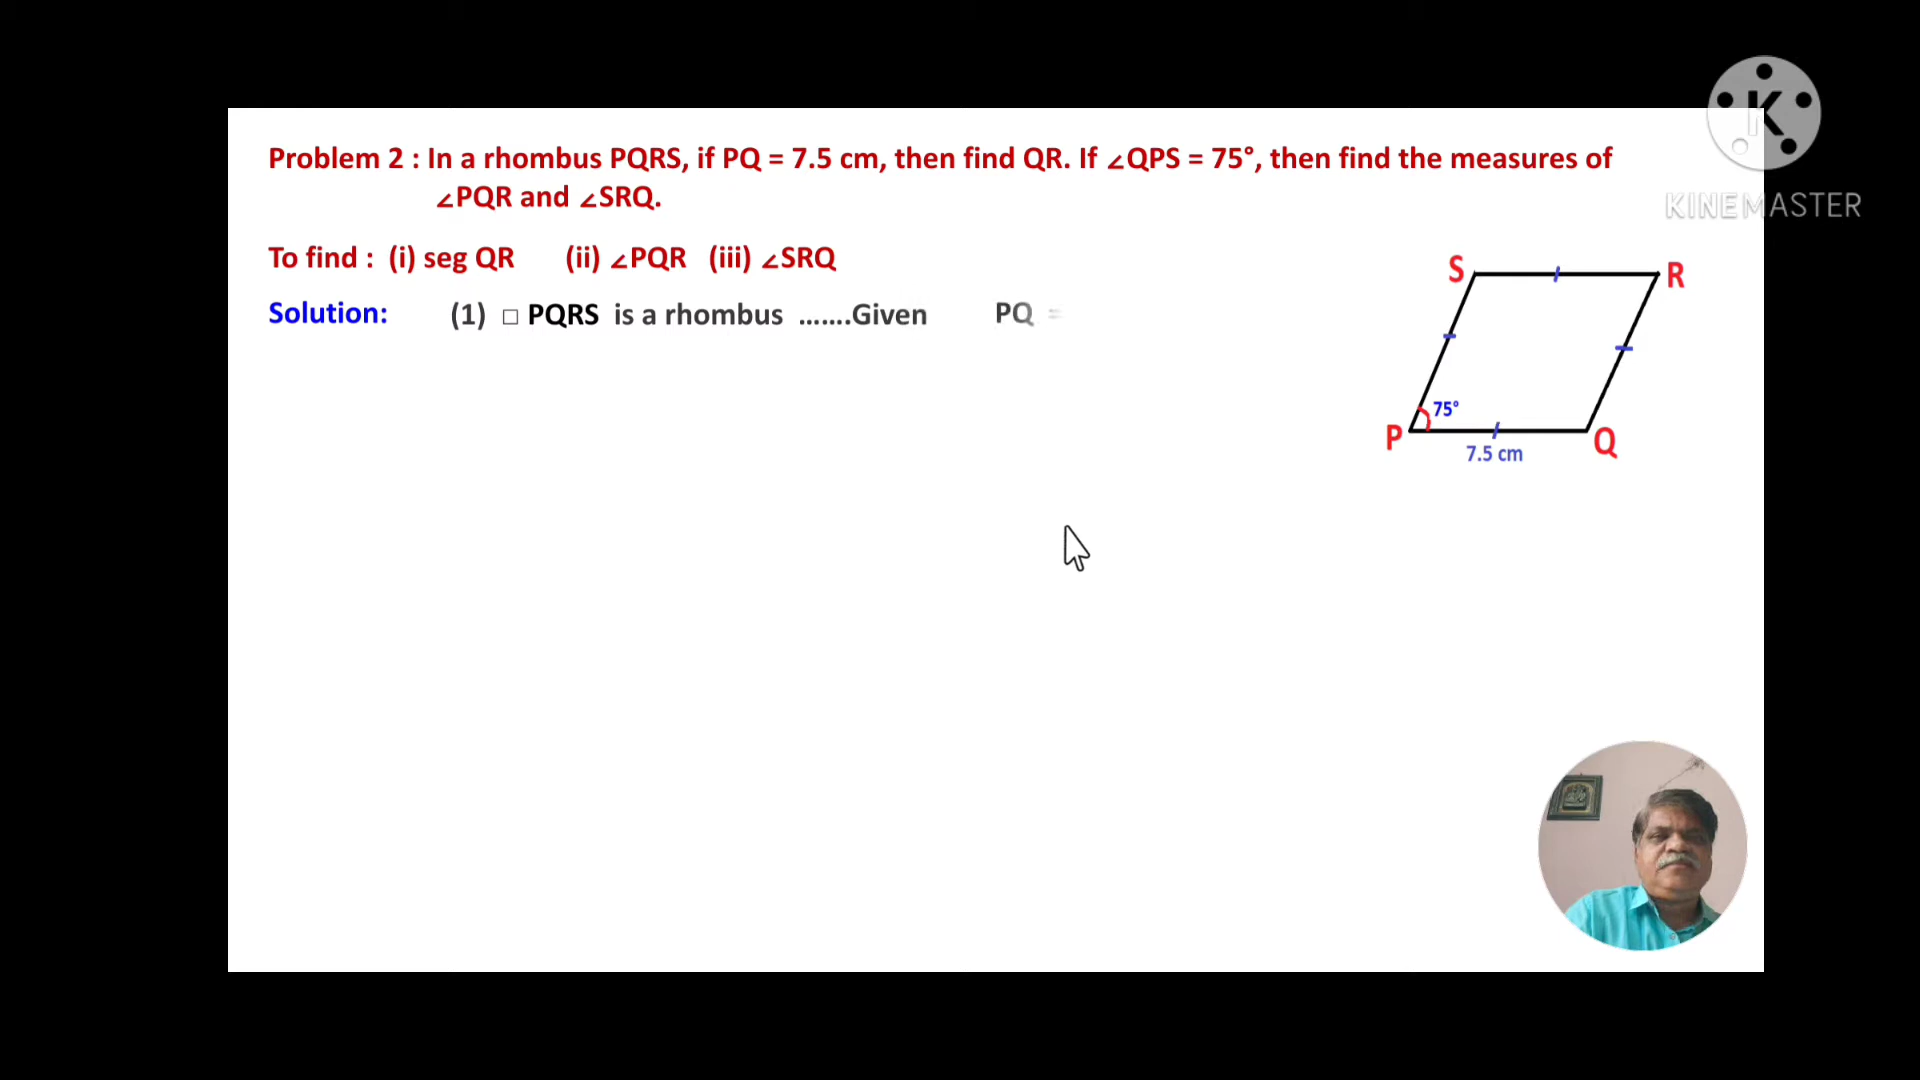 Problem 2 : In a rhombus PQRS, if PQ = 7.5 cm, then find QR. If ∠QPS = 75°, then find the measures of
∠PQR and ∠SRQ.
To find : (i) seg QR (ii) ∠PQR (iii) ∠SRQ
Solution: (1) □ PQRS is a rhombus …....Given PQ =
S R
75°
P Q
7.5 cm
K
KINEMASTER